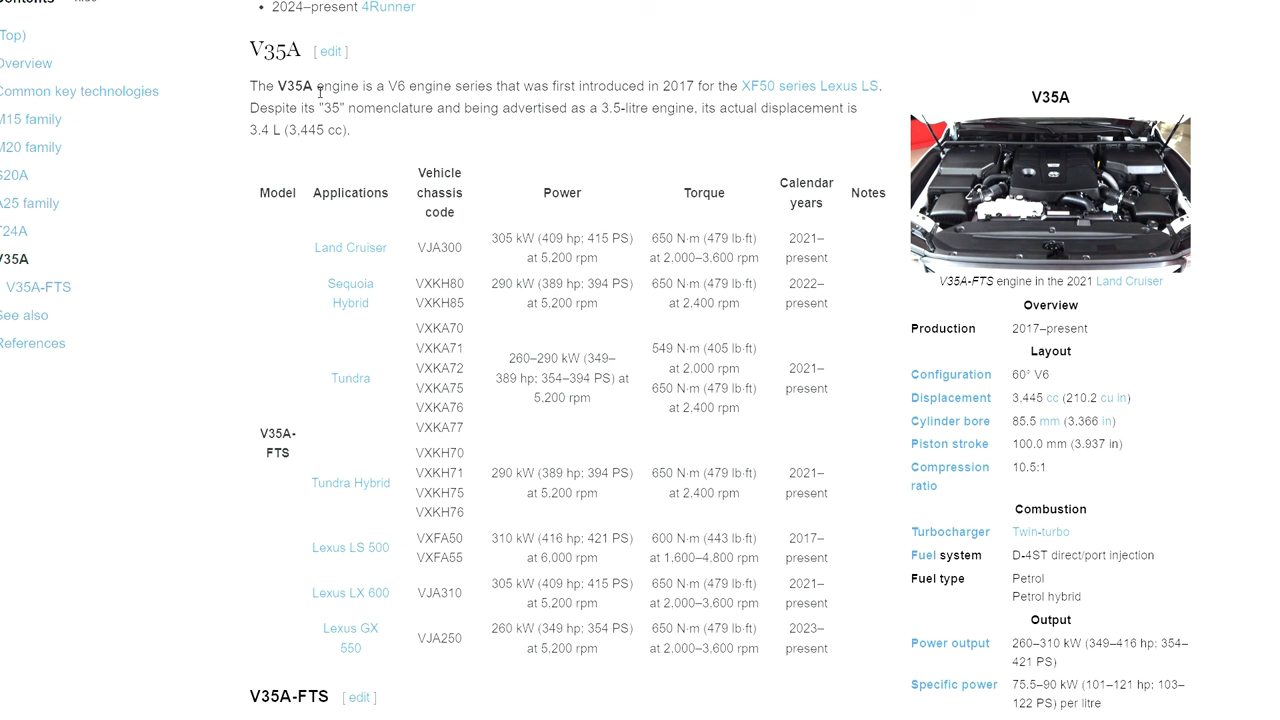 Contents hide
(Top)
Overview
Common key technologies
M15 family
M20 family
G20A
A25 family
T24A
V35A
V35A-FTS
See also
References
• 2024–present 4Runner
V35A [ edit ]
The V35A engine is a V6 engine series that was first introduced in 2017 for the XF50 series Lexus LS.
Despite its "35" nomenclature and being advertised as a 3.5-litre engine, its actual displacement is
3.4 L (3,445 cc).
Model Applications Vehicle chassis code Power Torque Calendar years Notes
V35A-FTS
Land Cruiser VJA300 305 kW (409 hp; 415 PS) at 5,200 rpm 650 N·m (479 lb·ft) at 2,000–3,600 rpm 2021–present
Sequoia Hybrid VXKH80 VXKH85 290 kW (389 hp; 394 PS) at 5,200 rpm 650 N·m (479 lb·ft) at 2,400 rpm 2022–present
Tundra VXKA70 VXKA71 VXKA72 VXKA75 VXKA76 VXKA77 260–290 kW (349–389 hp; 354–394 PS) at 5,200 rpm 549 N·m (405 lb·ft) at 2,000 rpm 650 N·m (479 lb·ft) at 2,400 rpm 2021–present
Tundra Hybrid VXKH70 VXKH71 VXKH75 VXKH76 290 kW (389 hp; 394 PS) at 5,200 rpm 650 N·m (479 lb·ft) at 2,400 rpm 2021–present
Lexus LS 500 VXFA50 VXFA55 310 kW (416 hp; 421 PS) at 6,000 rpm 600 N·m (443 lb·ft) at 1,600–4,800 rpm 2017–present
Lexus LX 600 VJA310 305 kW (409 hp; 415 PS) at 5,200 rpm 650 N·m (479 lb·ft) at 2,000–3,600 rpm 2021–present
Lexus GX 550 VJA250 260 kW (349 hp; 354 PS) at 5,200 rpm 650 N·m (479 lb·ft) at 2,000–3,600 rpm 2023–present
V35A-FTS [ edit ]
V35A
V35A-FTS engine in the 2021 Land Cruiser
Overview
Production 2017–present
Layout
Configuration 60° V6
Displacement 3,445 cc (210.2 cu in)
Cylinder bore 85.5 mm (3.366 in)
Piston stroke 100.0 mm (3.937 in)
Compression ratio 10.5:1
Combustion
Turbocharger Twin-turbo
Fuel system D-4ST direct/port injection
Fuel type Petrol
Petrol hybrid
Output
Power output 260–310 kW (349–416 hp; 354–
421 PS)
Specific power 75.5–90 kW (101–121 hp; 103–
122 PS) per litre